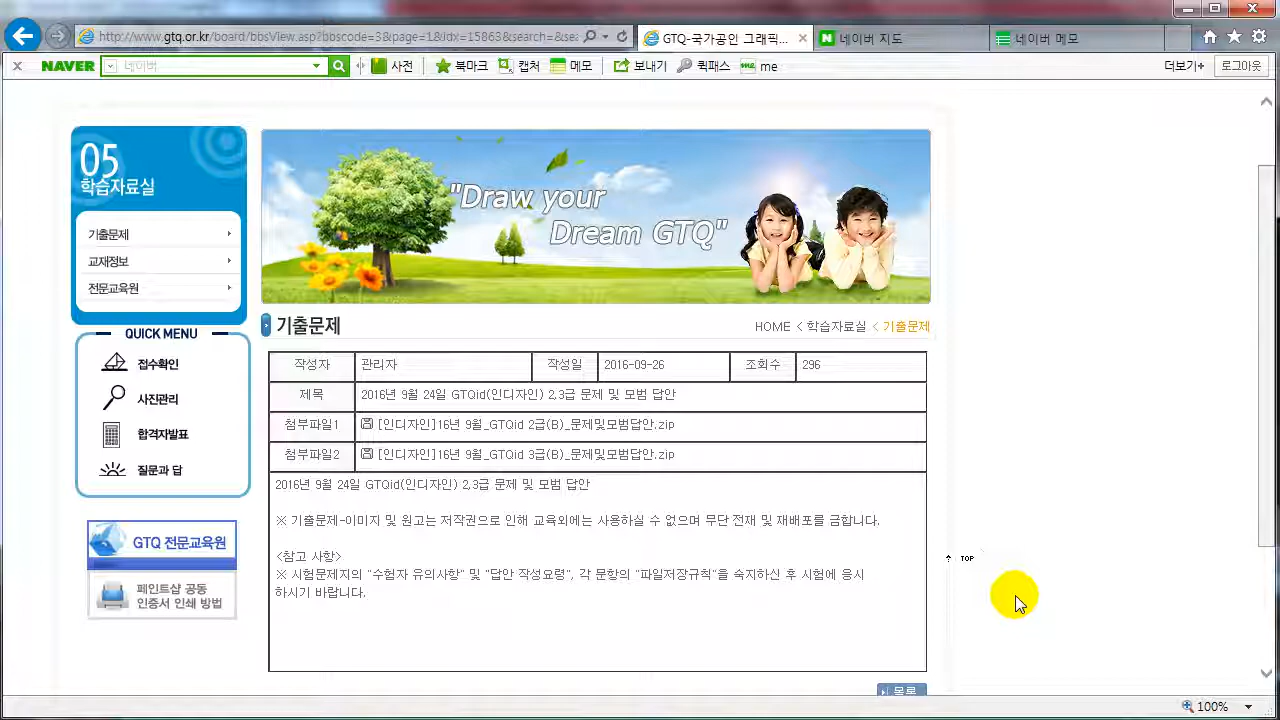 http://www.gtq.or.kr/board/bbsView.asp?bbscode=3&page=1&idx=15863&search=&sea
GTQ-국가공인 그래픽...
네이버 지도
네이버 메모
NAVER 네이버 사전 북마크 캡처 메모 보내기 퀵패스 me 더보기+ 로그아웃
05
학습자료실
기출문제
교재정보
전문교육원
"Draw your
Dream GTQ"
QUICK MENU
접수확인
사진관리
합격자발표
질문과 답
GTQ 전문교육원
페인트샵 공동
인증서 인쇄 방법
기출문제
HOME < 학습자료실 < 기출문제
작성자 관리자 작성일 2016-09-26 조회수 296
제목 2016년 9월 24일 GTQid(인디자인) 2,3급 문제 및 모범 답안
첨부파일1 [인디자인]16년 9월_GTQid 2급(B)_문제및모범답안.zip
첨부파일2 [인디자인]16년 9월_GTQid 3급(B)_문제및모범답안.zip
2016년 9월 24일 GTQid(인디자인) 2,3급 문제 및 모범 답안
※ 기출문제-이미지 및 원고는 저작권으로 인해 교육외에는 사용하실 수 없으며 무단 전재 및 재배포를 금합니다.
<참고 사항>
※ 시험문제지의 "수험자 유의사항" 및 "답안 작성요령", 각 문항의 "파일저장규칙"을 숙지하신 후 시험에 응시
하시기 바랍니다.
TOP
목록
100%